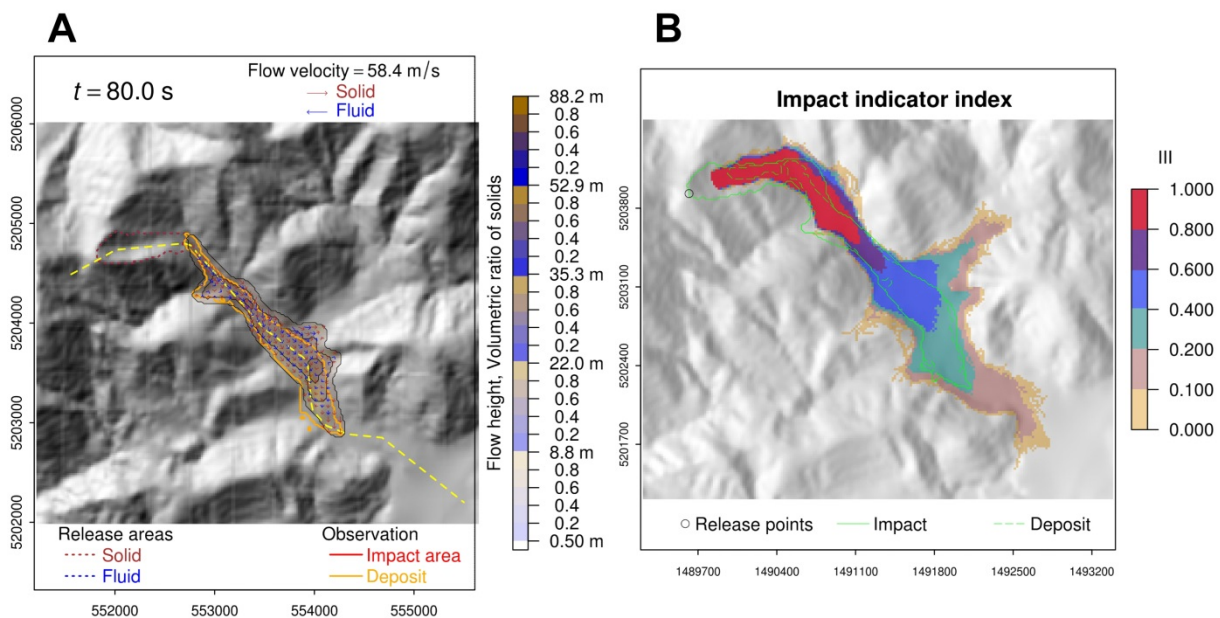 A
Flow velocity = 58.4 m/s
t = 80.0 s
Solid
Fluid
5206000
5205000
5204000
5203000
5202000
552000
553000
554000
555000
Release areas
Solid
Fluid
Observation
Impact area
Deposit
Flow height, Volumetric ratio of solids
88.2 m
0.8
0.6
0.4
0.2
52.9 m
0.8
0.6
0.4
0.2
35.3 m
0.8
0.6
0.4
0.2
22.0 m
0.8
0.6
0.4
0.2
8.8 m
0.8
0.6
0.4
0.2
0.50 m
B
Impact indicator index
5203800
5203100
5202400
5201700
Release points
Impact
Deposit
1489700
1490400
1491100
1491800
1492500
1493200
III
1.000
0.800
0.600
0.400
0.200
0.100
0.000